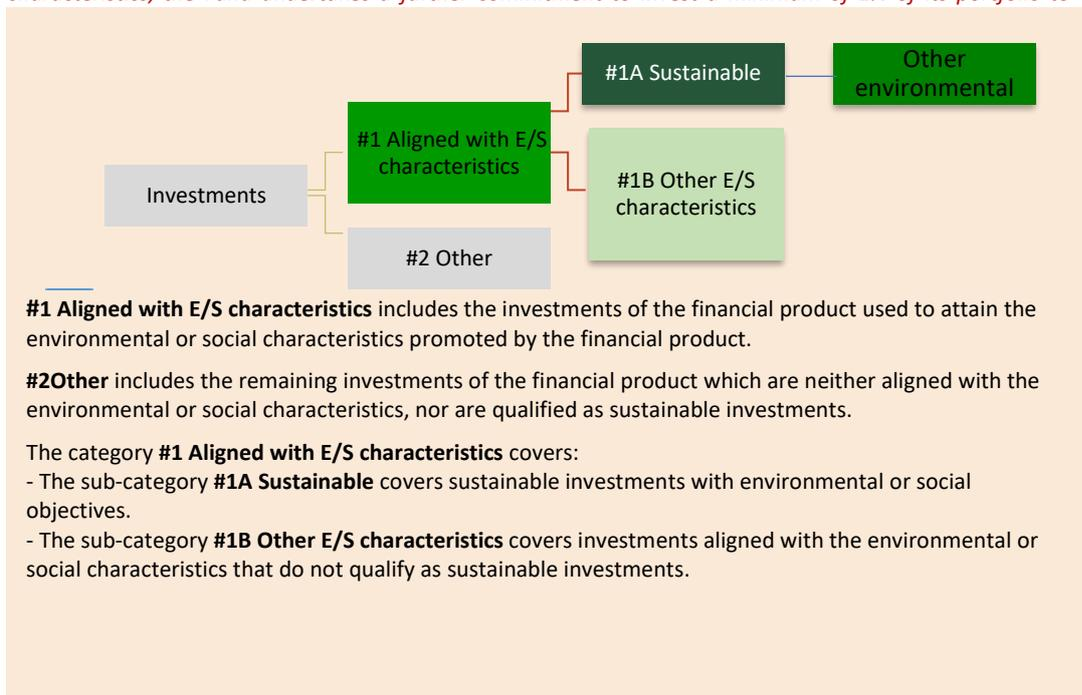 #1A Sustainable
Other
environmental
#1 Aligned with E/S
characteristics
#1B Other E/S
characteristics
Investments
#2 Other
#1 Aligned with E/S characteristics includes the investments of the financial product used to attain the
environmental or social characteristics promoted by the financial product.
#2Other includes the remaining investments of the financial product which are neither aligned with the
environmental or social characteristics, nor are qualified as sustainable investments.
The category #1 Aligned with E/S characteristics covers:
- The sub-category #1A Sustainable covers sustainable investments with environmental or social
objectives.
- The sub-category #1B Other E/S characteristics covers investments aligned with the environmental or
social characteristics that do not qualify as sustainable investments.